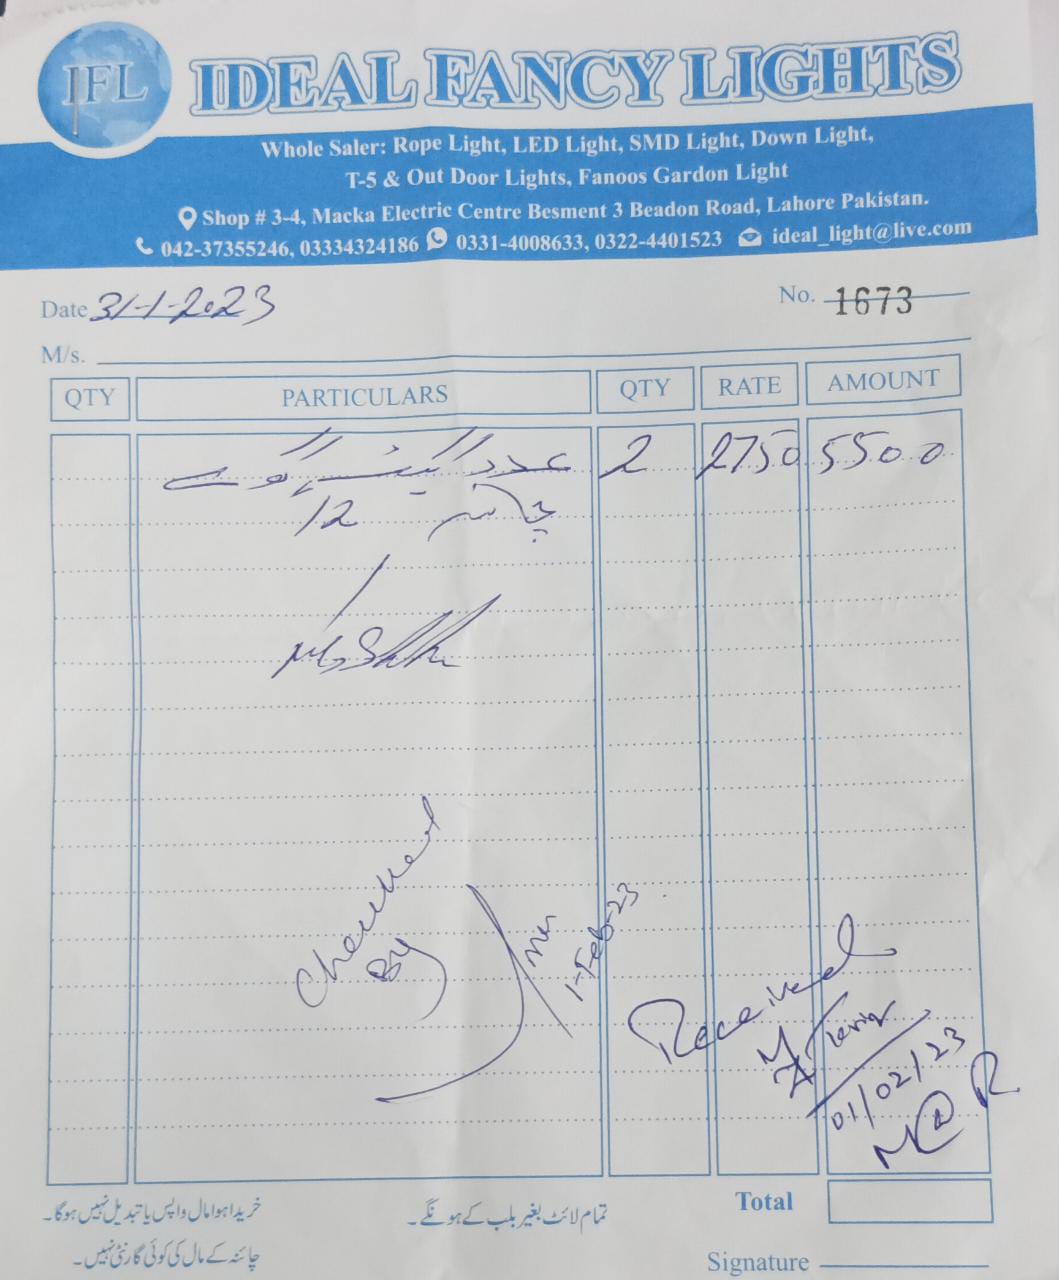 IFL
IDEAL FANCY LIGHTS
Whole Saler: Rope Light, LED Light, SMD Light, Down Light,
T-5 & Out Door Lights, Fanoos Gardon Light
Shop # 3-4, Macka Electric Centre Besment 3 Beadon Road, Lahore Pakistan.
042-37355246, 03334324186 0331-4008633, 0322-4401523 ideal_light@live.com
Date 31-1-2023 No. 1673
M/s.
QTY PARTICULARS QTY RATE AMOUNT
عدد 2 2750 5500
12
Checked
By
1-Feb-23
Received
01/02/23
خریدا ہوا مال واپس یا تبدیل نہیں ہوگا۔ تمام لائٹ بغیر بلب کے ہونگے۔ Total
چائنہ کے مال کی کوئی گارنٹی نہیں۔ Signature